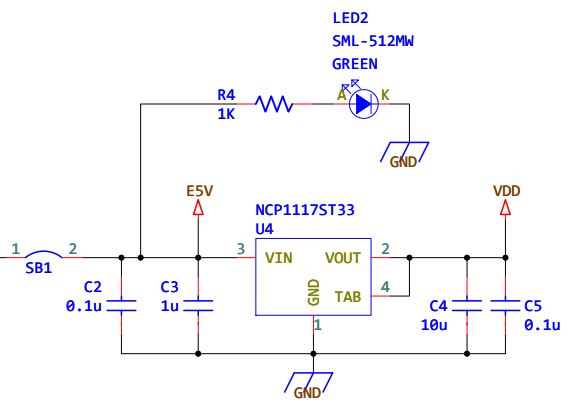 LED2
SML-512MW
GREEN
R4
1K
A
K
GND
E5V
VDD
NCP1117ST33
U4
1
2
SB1
3
VIN
VOUT
2
GND
TAB
4
1
C2
0.1u
C3
1u
C4
10u
C5
0.1u
GND